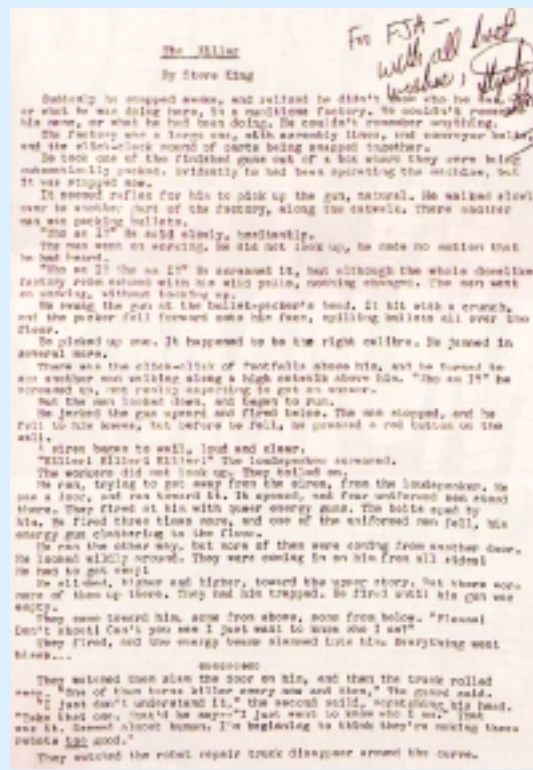 For FJA —
with all best
wishes,
The Killer
By Steve King
Suddenly he stopped awoke, and relized he didn't know who he was,
or what he was doing here, in a munitions factory. He couldn't remember
his name, or what he had been doing. He couldn't remember anything.
The factory was a large one, with assembly lines, and conveyor belts
and the click-clack sound of parts being snapped together.
He took one of the finished guns out of a box where they were being
automatically packed. Evidently he had been operating the machine, but
it was stopped now.
It seemed reflex for him to pick up the gun, natural. He walked slowly
over to another part of the factory, along the catwalk. There another
man was packing bullets.
"Who am I?" He said slowly, hesitantly.
The man went on working. He did not look up, he made no motion that
he had heard.
"Who am I? Who am I?" He screamed it, but although the whole
factory room echoed with his wild yells, nothing changed. The men went
on working, without looking up.
He swung the gun at the bullet-packer's head. It hit with a crunch,
and the packer fell forward onto his face, spilling bullets all over the
floor.
He picked up one. It happened to be the right calibre. He jammed in
several more.
There was the click-click of footfalls above him, and he turned to
see another man walking along a high catwalk above him. "Who am I?" he
screamed up, not really expecting to get an answer.
But the man looked down, and began to run.
He jerked the gun upward and fired twice. The man stopped, and he
fell to his knees, but before he fell, he pressed a red button on the
wall.
A siren began to wail, loud and clear.
"Killer! Killer! Killer!" The loudspeaker screamed.
The workers did not look up. They toiled on.
He ran, trying to get away from the siren, from the loudspeaker. He
saw a door, and ran toward it. It opened, and four uniformed men stood
there. They fired at him with queer energy guns. The bolts sped by
him. He fired three times more, and one of the uniformed men fell, his
energy gun clattering to the floor.
He ran the other way, but more of them were coming from another door.
He looked wildly around. They were coming in on him from all sides!
He had to get away!
He climbed, higher and higher, toward the upper story. But there were
more of them up there. They had him trapped. He fired until his gun was
empty.
They came toward him, some from above, some from below. "Please!
Don't shoot! Can't you see I just want to know who I am?"
They fired, and the energy beams slammed into him. Everything went
black...
They watched them slam the door on him, and then the truck rolled
away. "One of them turns killer every now and then," The guard said.
"I just don't understand it," the second said, scratching his head.
"Take that one. What'd he say--"I just want to know who I am." That
was it. Seemed almost human. I'm beginning to think they're making these
robots too good."
They watched the robot repair truck disappear around the curve.